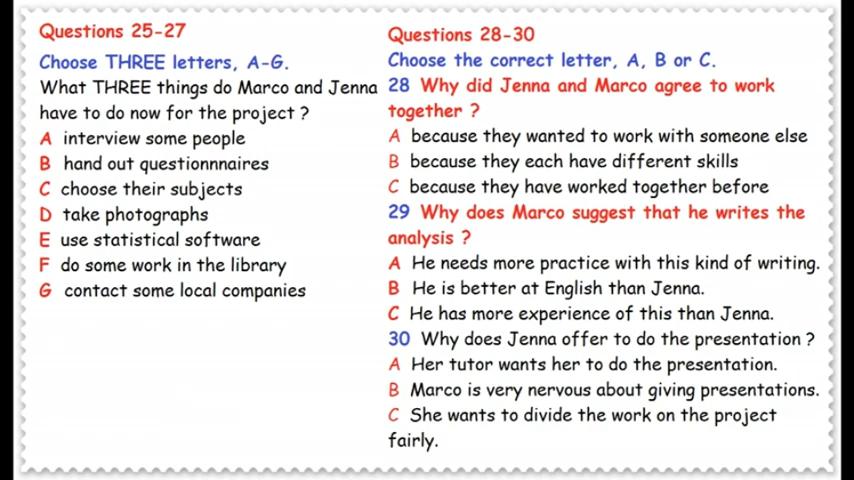 Questions 25-27
Choose THREE letters, A-G.
What THREE things do Marco and Jenna
have to do now for the project ?
A interview some people
B hand out questionnnaires
C choose their subjects
D take photographs
E use statistical software
F do some work in the library
G contact some local companies
Questions 28-30
Choose the correct letter, A, B or C.
28 Why did Jenna and Marco agree to work
together ?
A because they wanted to work with someone else
B because they each have different skills
C because they have worked together before
29 Why does Marco suggest that he writes the
analysis ?
A He needs more practice with this kind of writing.
B He is better at English than Jenna.
C He has more experience of this than Jenna.
30 Why does Jenna offer to do the presentation ?
A Her tutor wants her to do the presentation.
B Marco is very nervous about giving presentations.
C She wants to divide the work on the project
fairly.